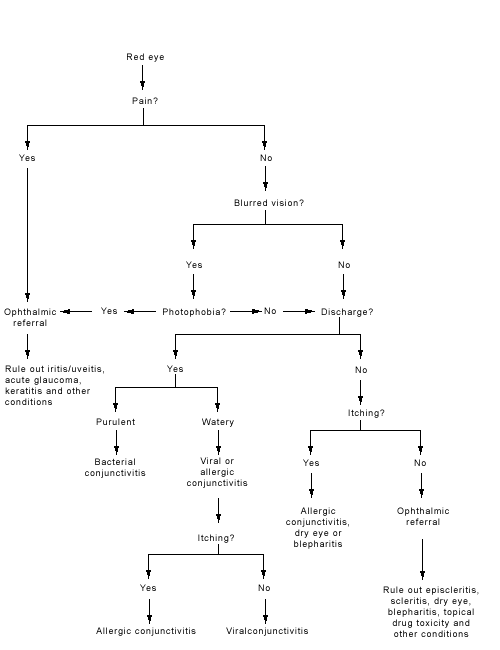 Red eye
Pain?
Yes
No
Blurred vision?
Yes
No
Ophthalmic
referral
Yes
Photophobia?
No
Discharge?
Rule out iritis/uveitis,
acute glaucoma,
keratitis and other
conditions
Yes
No
Purulent
Watery
Itching?
Bacterial
conjunctivitis
Viral or
allergic
conjunctivitis
Yes
No
Allergic
conjunctivitis,
dry eye or
blepharitis
Ophthalmic
referral
Itching?
Yes
No
Rule out episcleritis,
scleritis, dry eye,
blepharitis, topical
drug toxicity and
other conditions
Allergic conjunctivitis
Viralconjunctivitis